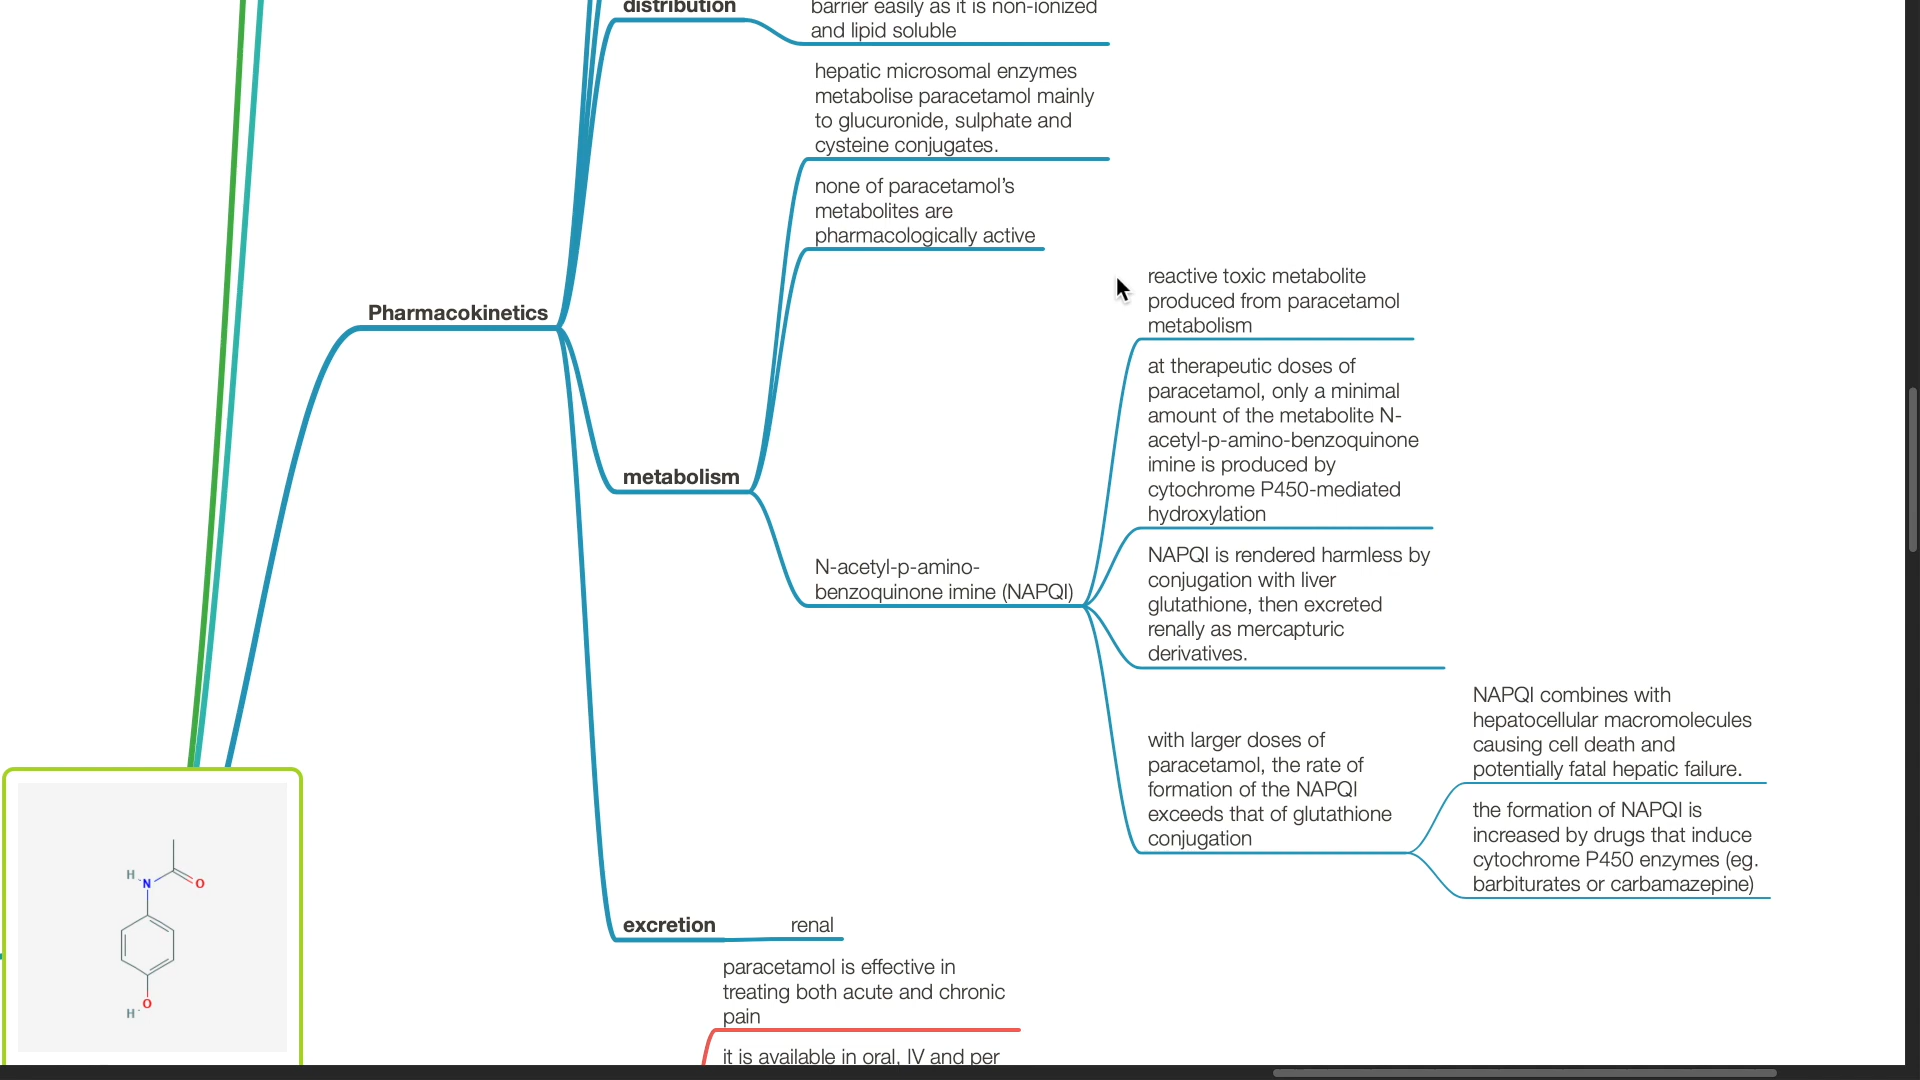 distribution
barrier easily as it is non-ionized
and lipid soluble
hepatic microsomal enzymes
metabolise paracetamol mainly
to glucuronide, sulphate and
cysteine conjugates.
none of paracetamol’s
metabolites are
pharmacologically active
Pharmacokinetics
reactive toxic metabolite
produced from paracetamol
metabolism
at therapeutic doses of
paracetamol, only a minimal
amount of the metabolite N-
acetyl-p-amino-benzoquinone
imine is produced by
cytochrome P450-mediated
hydroxylation
metabolism
N-acetyl-p-amino-
benzoquinone imine (NAPQI)
NAPQI is rendered harmless by
conjugation with liver
glutathione, then excreted
renally as mercapturic
derivatives.
with larger doses of
paracetamol, the rate of
formation of the NAPQI
exceeds that of glutathione
conjugation
NAPQI combines with
hepatocellular macromolecules
causing cell death and
potentially fatal hepatic failure.
the formation of NAPQI is
increased by drugs that induce
cytochrome P450 enzymes (eg.
barbiturates or carbamazepine)
excretion
renal
paracetamol is effective in
treating both acute and chronic
pain
it is available in oral, IV and per
H
N
O
O
H